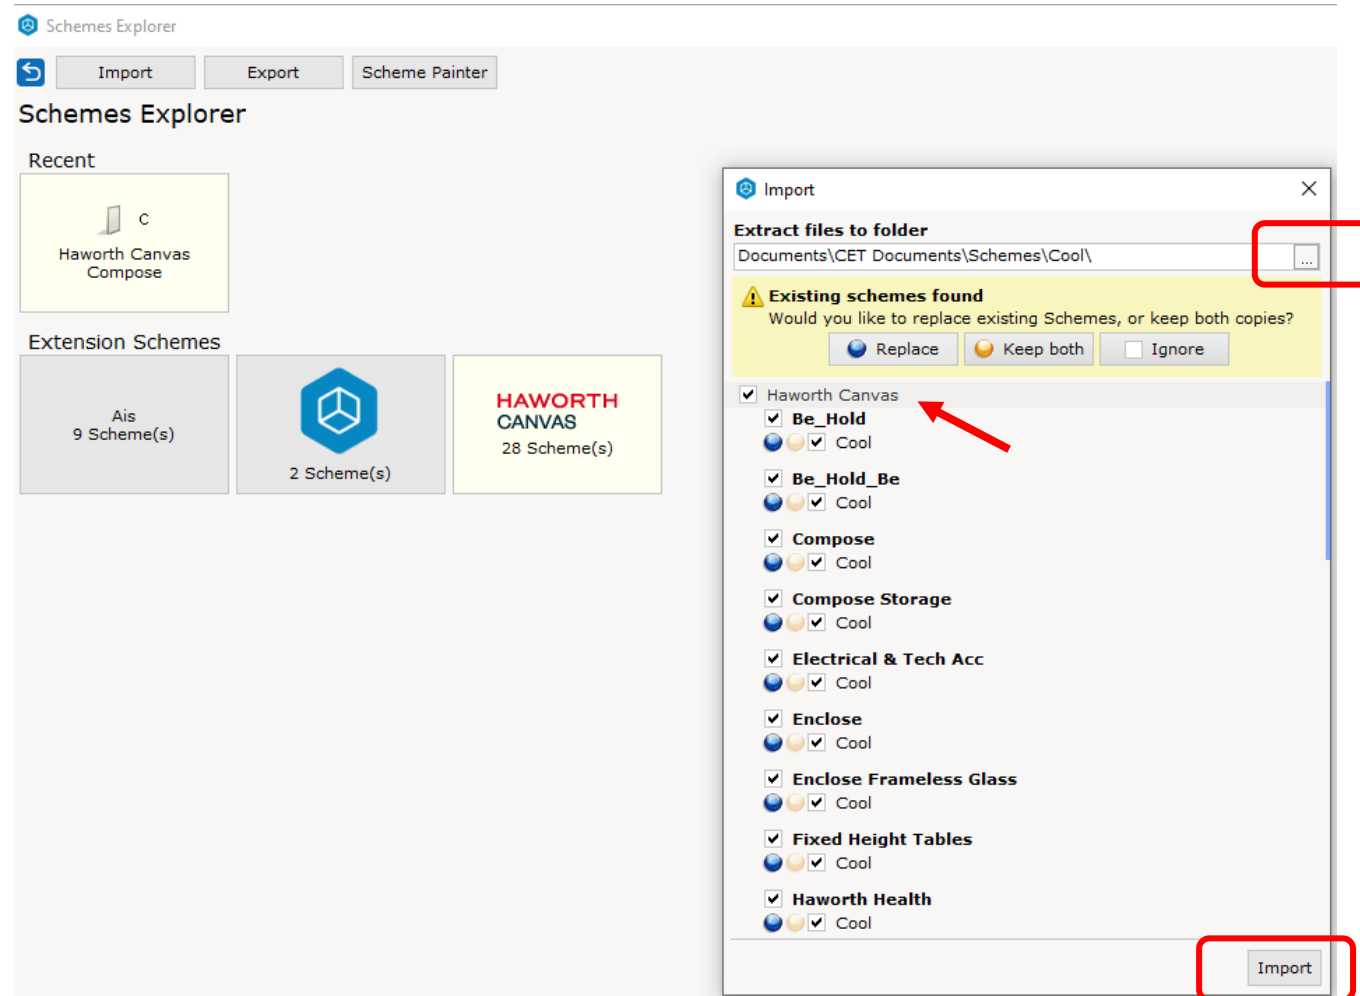 Schemes Explorer
Import
Export
Scheme Painter
Schemes Explorer
Recent
C
Haworth Canvas
Compose
Extension Schemes
Ais
9 Scheme(s)
2 Scheme(s)
HAWORTH
CANVAS
28 Scheme(s)
Import
Extract files to folder
Documents\CET Documents\Schemes\Cool\
...
Existing schemes found
Would you like to replace existing Schemes, or keep both copies?
Replace
Keep both
Ignore
Haworth Canvas
Be_Hold
Cool
Be_Hold_Be
Cool
Compose
Cool
Compose Storage
Cool
Electrical & Tech Acc
Cool
Enclose
Cool
Enclose Frameless Glass
Cool
Fixed Height Tables
Cool
Haworth Health
Cool
Import